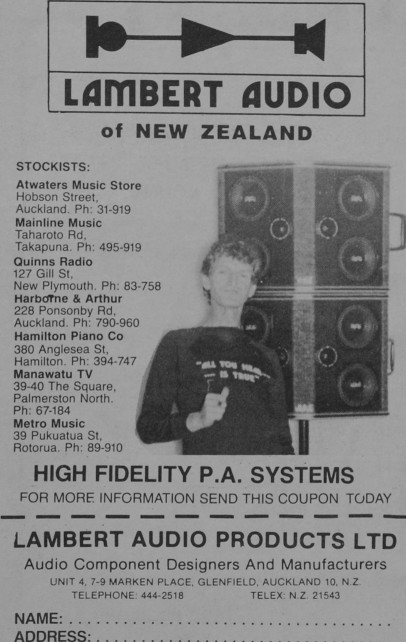 LAMBERT AUDIO
of NEW ZEALAND
STOCKISTS:
Atwaters Music Store
Hobson Street,
Auckland. Ph: 31-919
Mainline Music
Taharoto Rd,
Takapuna. Ph: 495-919
Quinns Radio
127 Gill St,
New Plymouth. Ph: 83-758
Harborne & Arthur
228 Ponsonby Rd,
Auckland. Ph: 790-960
Hamilton Piano Co
380 Anglesea St,
Hamilton. Ph: 394-747
Manawatu TV
39-40 The Square,
Palmerston North.
Ph: 67-184
Metro Music
39 Pukuatua St,
Rotorua. Ph: 89-910
"ALL YOU HEAR...
... IS TRUE"
HIGH FIDELITY P.A. SYSTEMS
FOR MORE INFORMATION SEND THIS COUPON TODAY
LAMBERT AUDIO PRODUCTS LTD
Audio Component Designers And Manufacturers
UNIT 4, 7-9 MARKEN PLACE, GLENFIELD, AUCKLAND 10, N.Z.
TELEPHONE: 444-2518 TELEX: N.Z. 21543
NAME: . . . . . . . . . . . . . . . . . . . . . . . . . . . . . . . . . . . .
ADDRESS: . . . . . . . . . . . . . . . . . . . . . . . . . . . . . . . . .